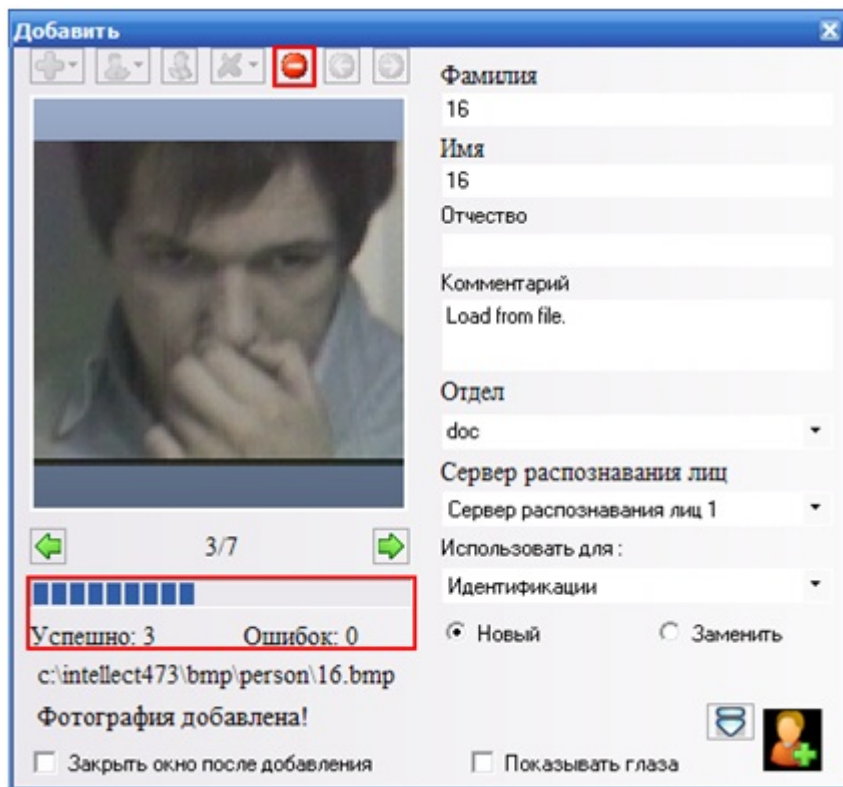 Добавить
Фамилия
16
Имя
16
Отчество
Комментарий
Load from file.
Отдел
doc
Сервер распознавания лиц
Сервер распознавания лиц 1
3/7
Использовать для :
Идентификации
Успешно: 3 Ошибок: 0
Новый Заменить
c:\intellect473\bmp\person\16.bmp
Фотография добавлена!
Закрыть окно после добавления Показывать глаза